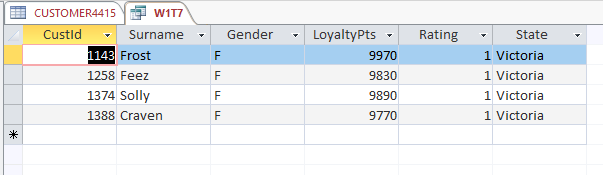 CUSTOMER4415 W1T7
CustId Surname Gender LoyaltyPts Rating State
1143 Frost F 9970 1 Victoria
1258 Feez F 9830 1 Victoria
1374 Solly F 9890 1 Victoria
1388 Craven F 9770 1 Victoria